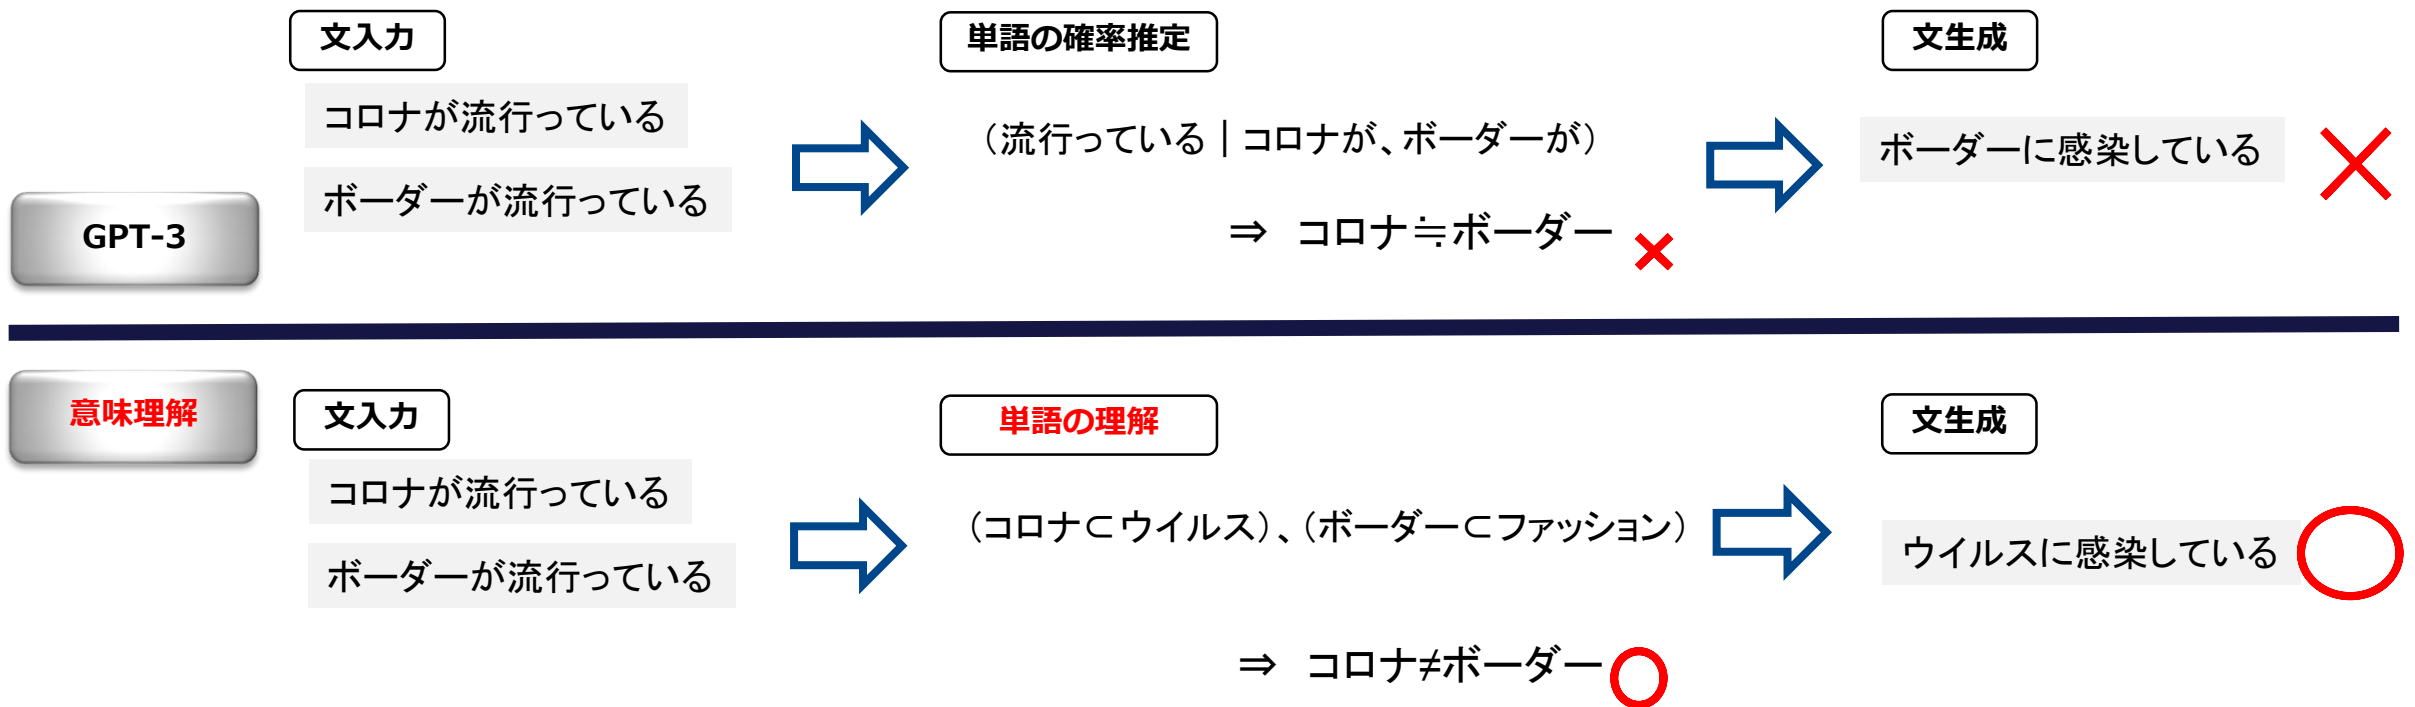 文入力
単語の確率推定
文生成
コロナが流行っている
ボーダーが流行っている
GPT-3
（流行っている｜コロナが、ボーダーが）
⇒ コロナ≒ボーダー
ボーダーに感染している
意味理解
文入力
単語の理解
文生成
コロナが流行っている
ボーダーが流行っている
（コロナ⊂ウイルス）、（ボーダー⊂ファッション）
⇒ コロナ≠ボーダー
ウイルスに感染している